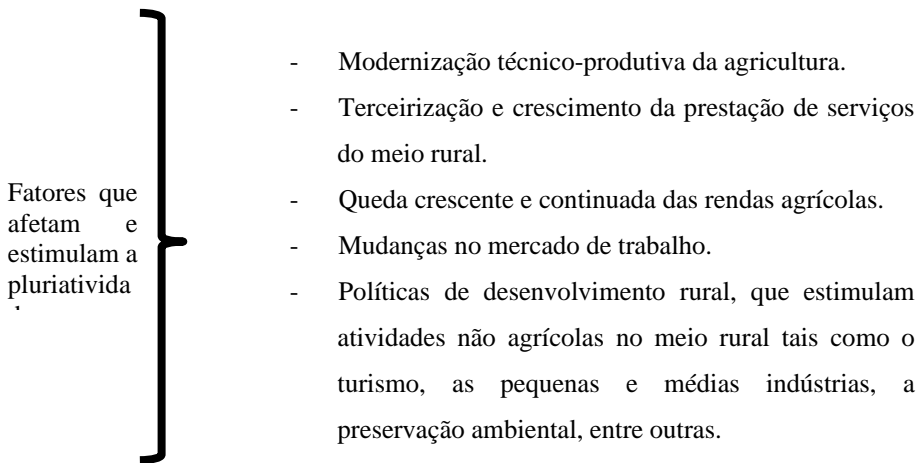 Fatores que
afetam e
estimulam a
pluriativida
- Modernização técnico-produtiva da agricultura.
- Terceirização e crescimento da prestação de serviços
do meio rural.
- Queda crescente e continuada das rendas agrícolas.
- Mudanças no mercado de trabalho.
- Políticas de desenvolvimento rural, que estimulam
atividades não agrícolas no meio rural tais como o
turismo, as pequenas e médias indústrias, a
preservação ambiental, entre outras.